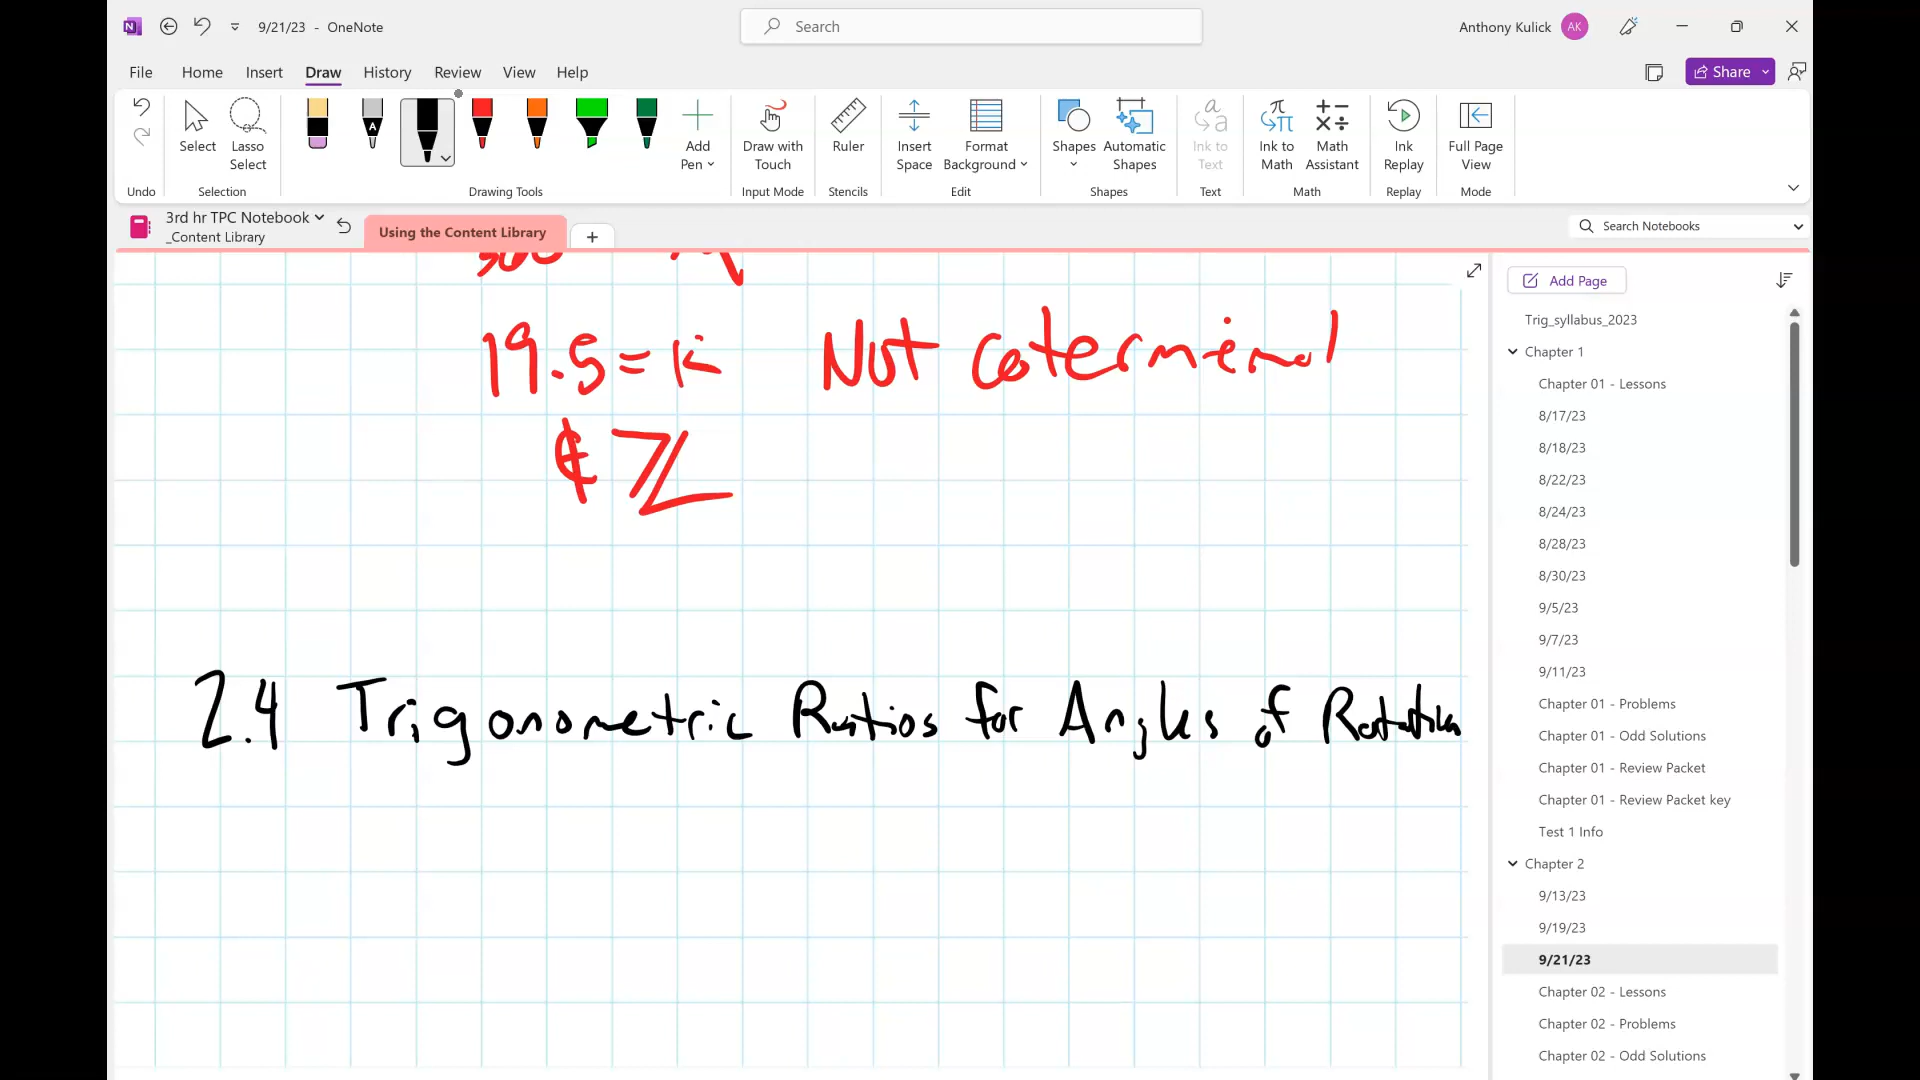 9/21/23 - OneNote
Search
Anthony Kulick AK
File Home Insert Draw History Review View Help
Share
A
Select
Lasso Select
Add Pen
Draw with Touch
Ruler
Insert Space
Format Background
Shapes
Automatic Shapes
Ink to Text
Ink to Math
Math Assistant
Ink Replay
Full Page View
Undo Selection Drawing Tools Input Mode Stencils Edit Shapes Text Math Replay Mode
3rd hr TPC Notebook
_Content Library
Using the Content Library
Search Notebooks
19.5 = k Not coterminal
∉ ℤ
2.4 Trigonometric Ratios for Angles of Rotation
Add Page
Trig_syllabus_2023
Chapter 1
Chapter 01 - Lessons
8/17/23
8/18/23
8/22/23
8/24/23
8/28/23
8/30/23
9/5/23
9/7/23
9/11/23
Chapter 01 - Problems
Chapter 01 - Odd Solutions
Chapter 01 - Review Packet
Chapter 01 - Review Packet key
Test 1 Info
Chapter 2
9/13/23
9/19/23
9/21/23
Chapter 02 - Lessons
Chapter 02 - Problems
Chapter 02 - Odd Solutions